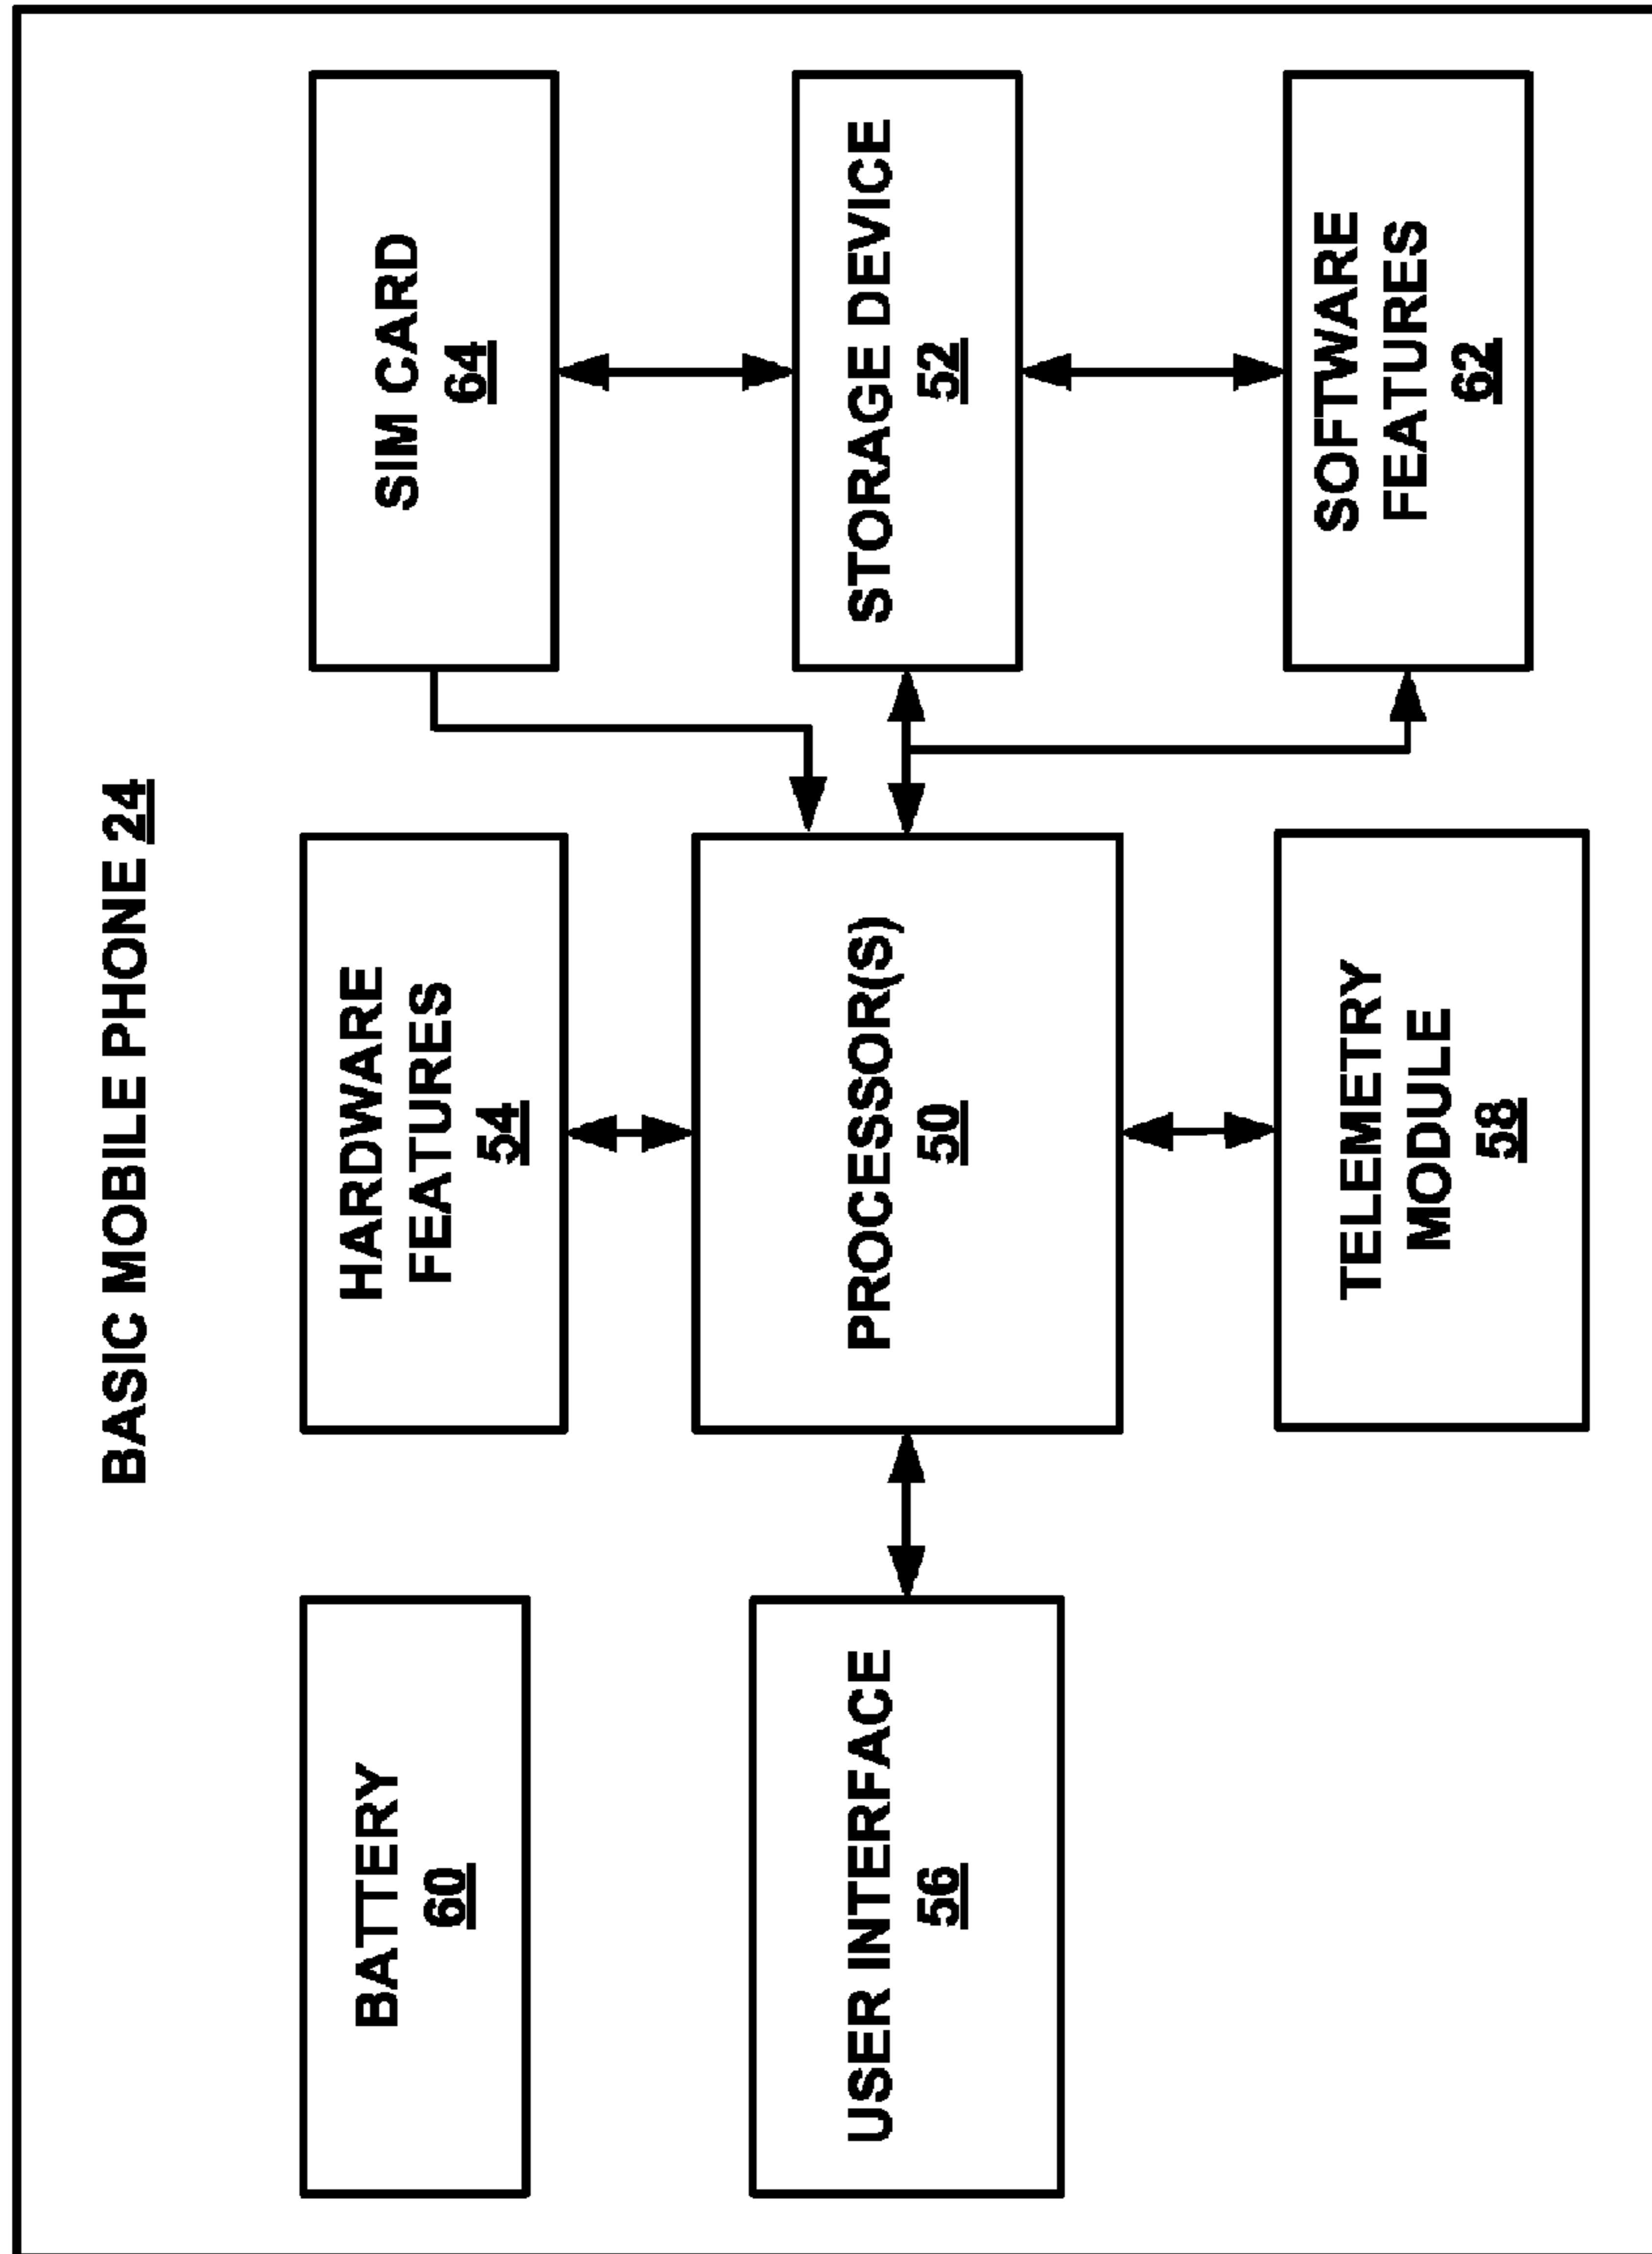 BASIC MOBILE PHONE 24
BATTERY
60
HARDWARE
FEATURES
54
SIM CARD
64
USER INTERFACE
56
PROCESSOR(S)
50
STORAGE DEVICE
52
TELEMETRY
MODULE
58
SOFTWARE
FEATURES
62